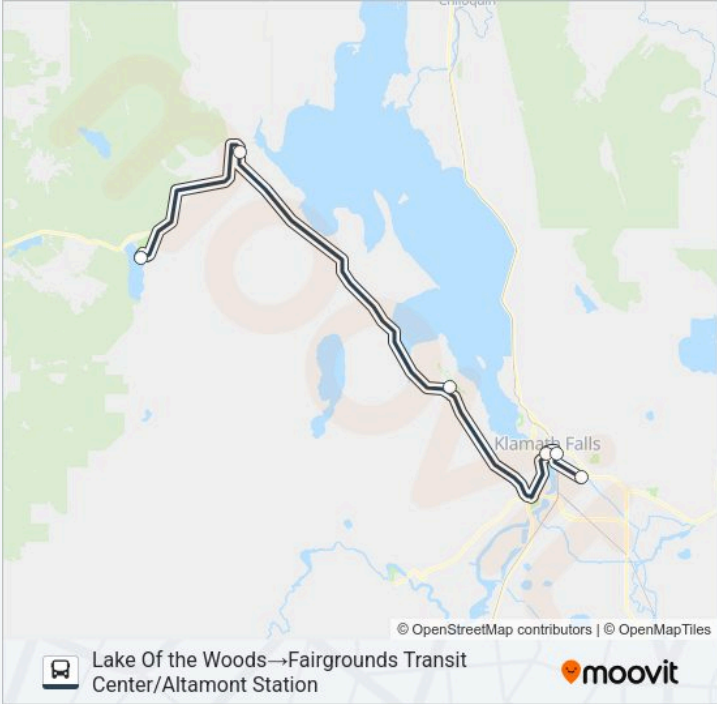 Chiloquin
Klamath Falls
© OpenStreetMap contributors | © OpenMapTiles
Lake Of the Woods→Fairgrounds Transit
Center/Altamont Station
moovit